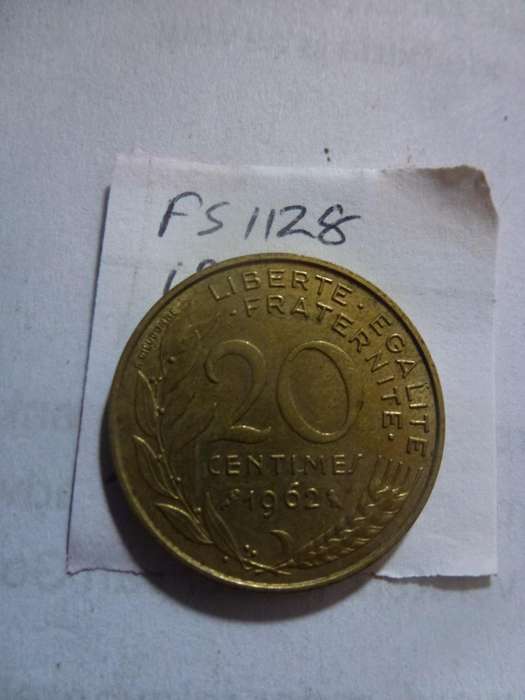 FS 1128
LIBERTE · EGALITE
· FRATERNITE ·
20
CENTIMES
1962